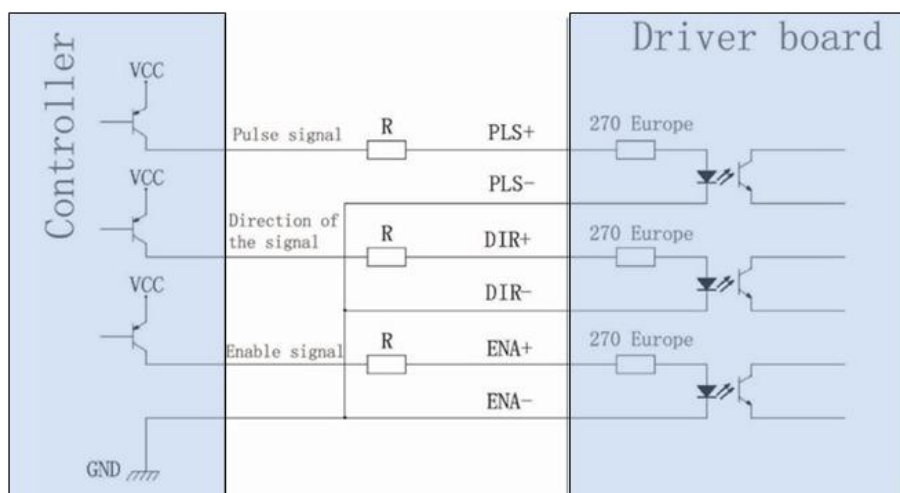 Controller
Driver board
VCC
Pulse signal
R
PLS+
270 Europe
PLS-
VCC
Direction of
the signal
R
DIR+
270 Europe
DIR-
VCC
Enable signal
R
ENA+
270 Europe
ENA-
GND